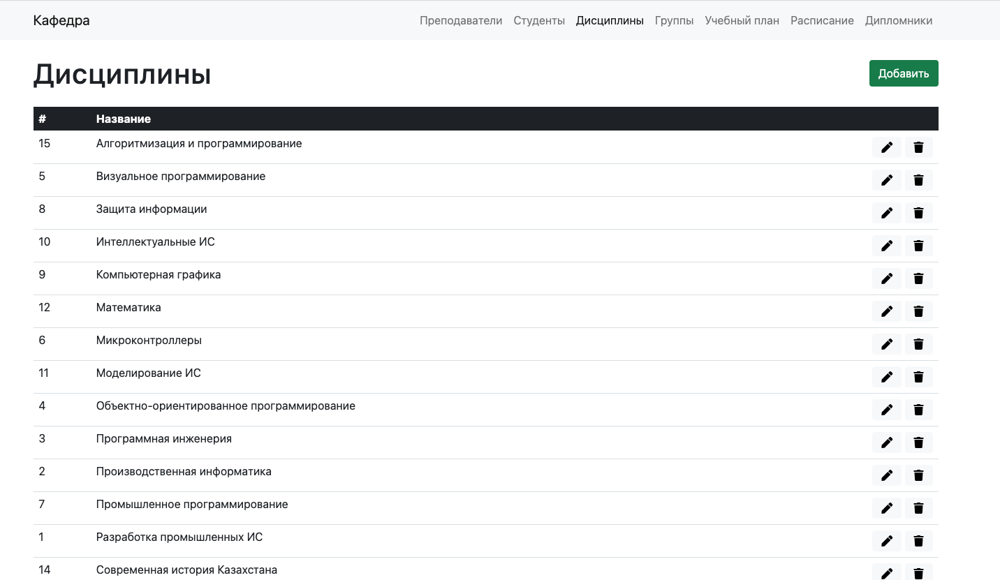 Кафедра Преподаватели Студенты Дисциплины Группы Учебный план Расписание Дипломники
Дисциплины Добавить
# Название
15 Алгоритмизация и программирование
5 Визуальное программирование
8 Защита информации
10 Интеллектуальные ИС
9 Компьютерная графика
12 Математика
6 Микроконтроллеры
11 Моделирование ИС
4 Объектно-ориентированное программирование
3 Программная инженерия
2 Производственная информатика
7 Промышленное программирование
1 Разработка промышленных ИС
14 Современная история Казахстана